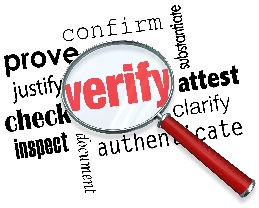 confirm
substantiate
prove
justify
verify
attest
check
clarify
inspect
document
authenticate